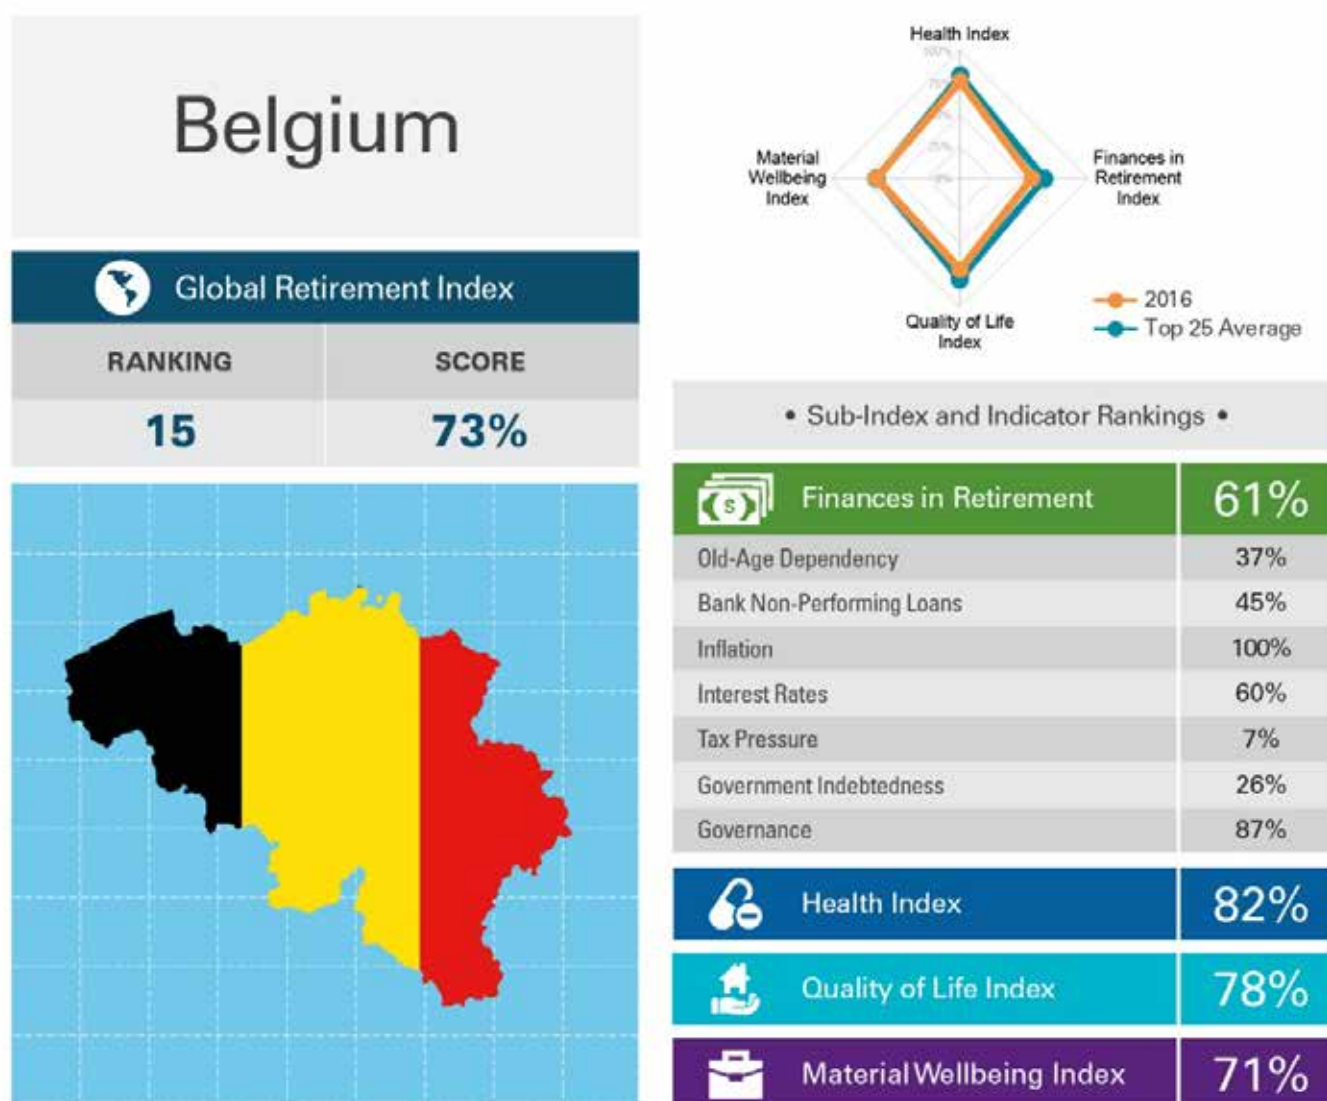 Belgium
Global Retirement Index
RANKING SCORE
15 73%
Health Index
100%
Material
Wellbeing
Index
Finances in
Retirement
Index
0%
Quality of Life
Index
2016
Top 25 Average
• Sub-Index and Indicator Rankings •
Finances in Retirement 61%
Old-Age Dependency 37%
Bank Non-Performing Loans 45%
Inflation 100%
Interest Rates 60%
Tax Pressure 7%
Government Indebtedness 26%
Governance 87%
Health Index 82%
Quality of Life Index 78%
Material Wellbeing Index 71%